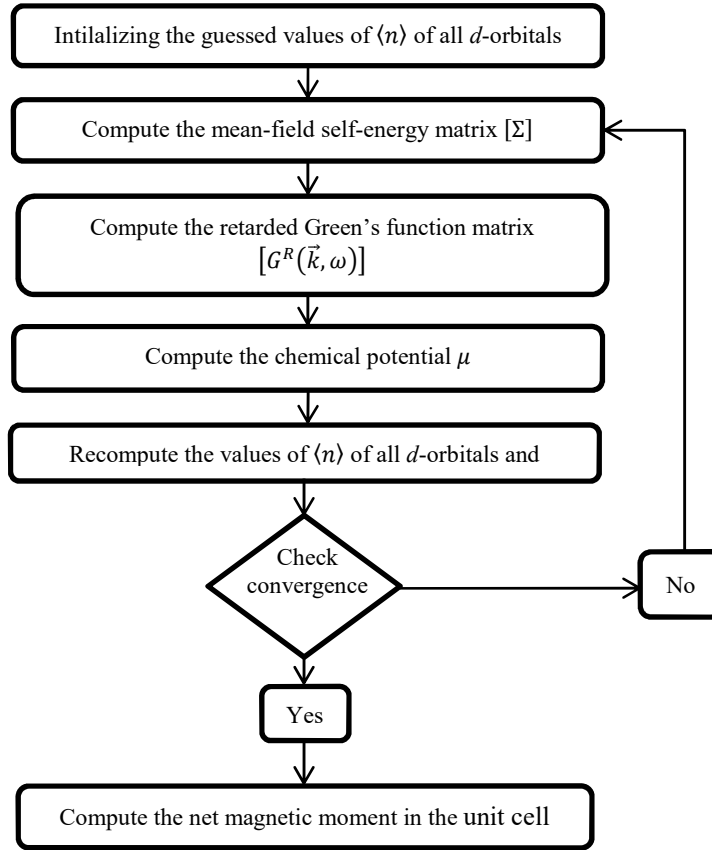 Intilalizing the guessed values of ⟨n⟩ of all d-orbitals
Compute the mean-field self-energy matrix [Σ]
Compute the retarded Green’s function matrix
[Gᴿ(k⃗, ω)]
Compute the chemical potential μ
Recompute the values of ⟨n⟩ of all d-orbitals and
Check
convergence
No
Yes
Compute the net magnetic moment in the unit cell